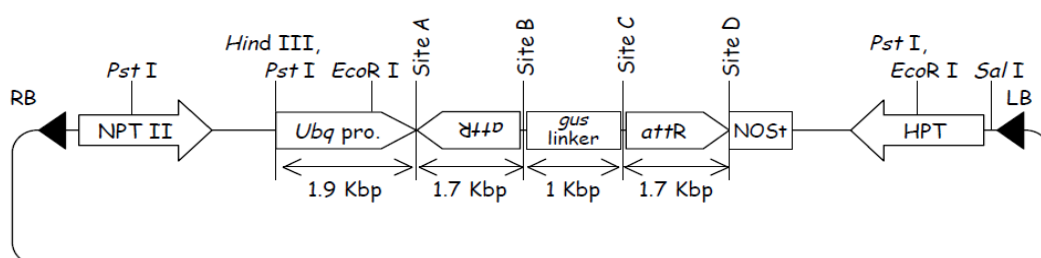 Hind III, Pst I,
Pst I Pst I EcoR I Site A Site B Site C Site D EcoR I Sal I
RB LB
NPT II Ubq pro. attR gus linker attR NOSt HPT
1.9 Kbp 1.7 Kbp 1 Kbp 1.7 Kbp